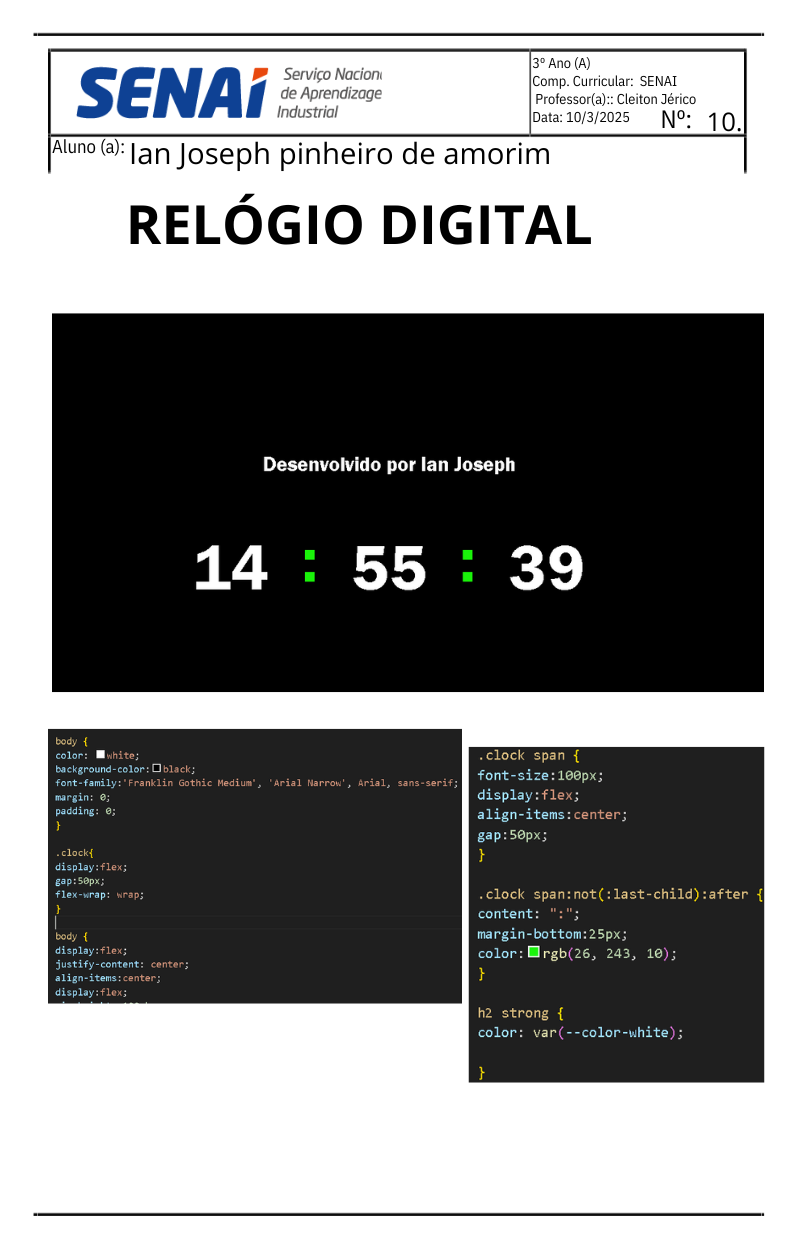 SENAI
Serviço Nacion
de Aprendizage
Industrial
3º Ano (A)
Comp. Curricular: SENAI
Professor(a):: Cleiton Jérico
Data: 10/3/2025 Nº: 10.
Aluno (a): Ian Joseph pinheiro de amorim
RELÓGIO DIGITAL
Desenvolvido por Ian Joseph
14 : 55 : 39
body {
color: white;
background-color: black;
font-family:'Franklin Gothic Medium', 'Arial Narrow', Arial, sans-serif;
margin: 0;
padding: 0;
}
.clock{
display:flex;
gap:50px;
flex-wrap: wrap;
}
body {
display:flex;
justify-content: center;
align-items:center;
display:flex;
.clock span {
font-size:100px;
display:flex;
align-items:center;
gap:50px;
}
.clock span:not(:last-child):after {
content: ":";
margin-bottom:25px;
color: rgb(26, 243, 10);
}
h2 strong {
color: var(--color-white);
}